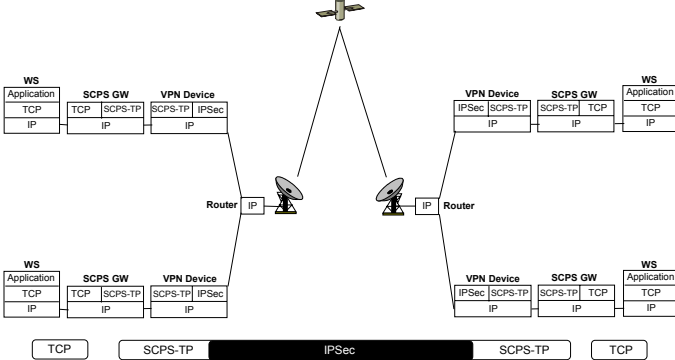 WS
Application
TCP
IP
SCPS GW
TCP SCPS-TP
IP
VPN Device
SCPS-TP IPSec
IP
VPN Device
IPSec SCPS-TP
IP
SCPS GW
SCPS-TP TCP
IP
WS
Application
TCP
IP
Router IP
IP Router
WS
Application
TCP
IP
SCPS GW
TCP SCPS-TP
IP
VPN Device
SCPS-TP IPSec
IP
VPN Device
IPSec SCPS-TP
IP
SCPS GW
SCPS-TP TCP
IP
WS
Application
TCP
IP
TCP SCPS-TP IPSec SCPS-TP TCP